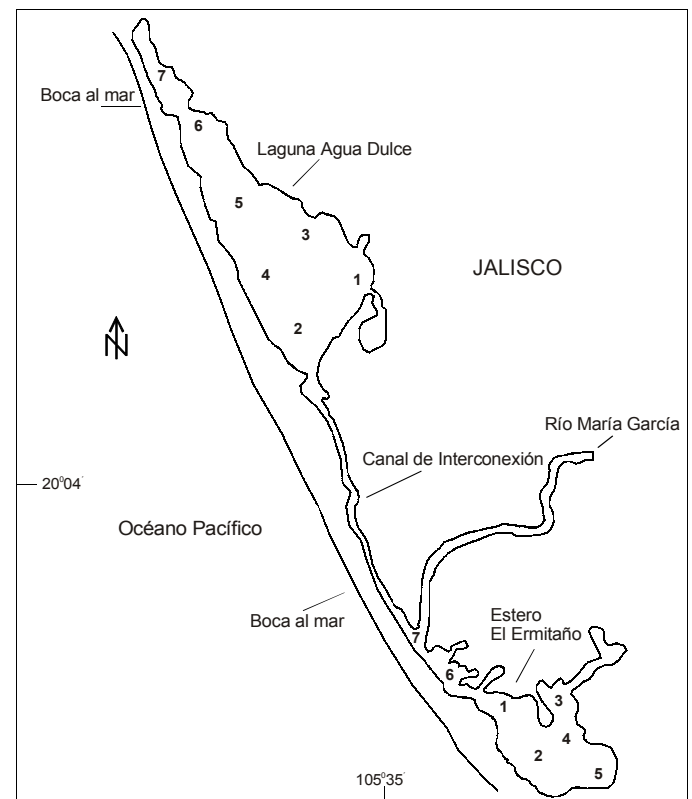 7
Boca al mar
6
Laguna Agua Dulce
5
3
JALISCO
4
1
2
N
Río María García
Canal de Interconexión
20°04'
Océano Pacífico
Boca al mar
Estero
El Ermitaño
7
6
1
3
4
2
5
105°35'